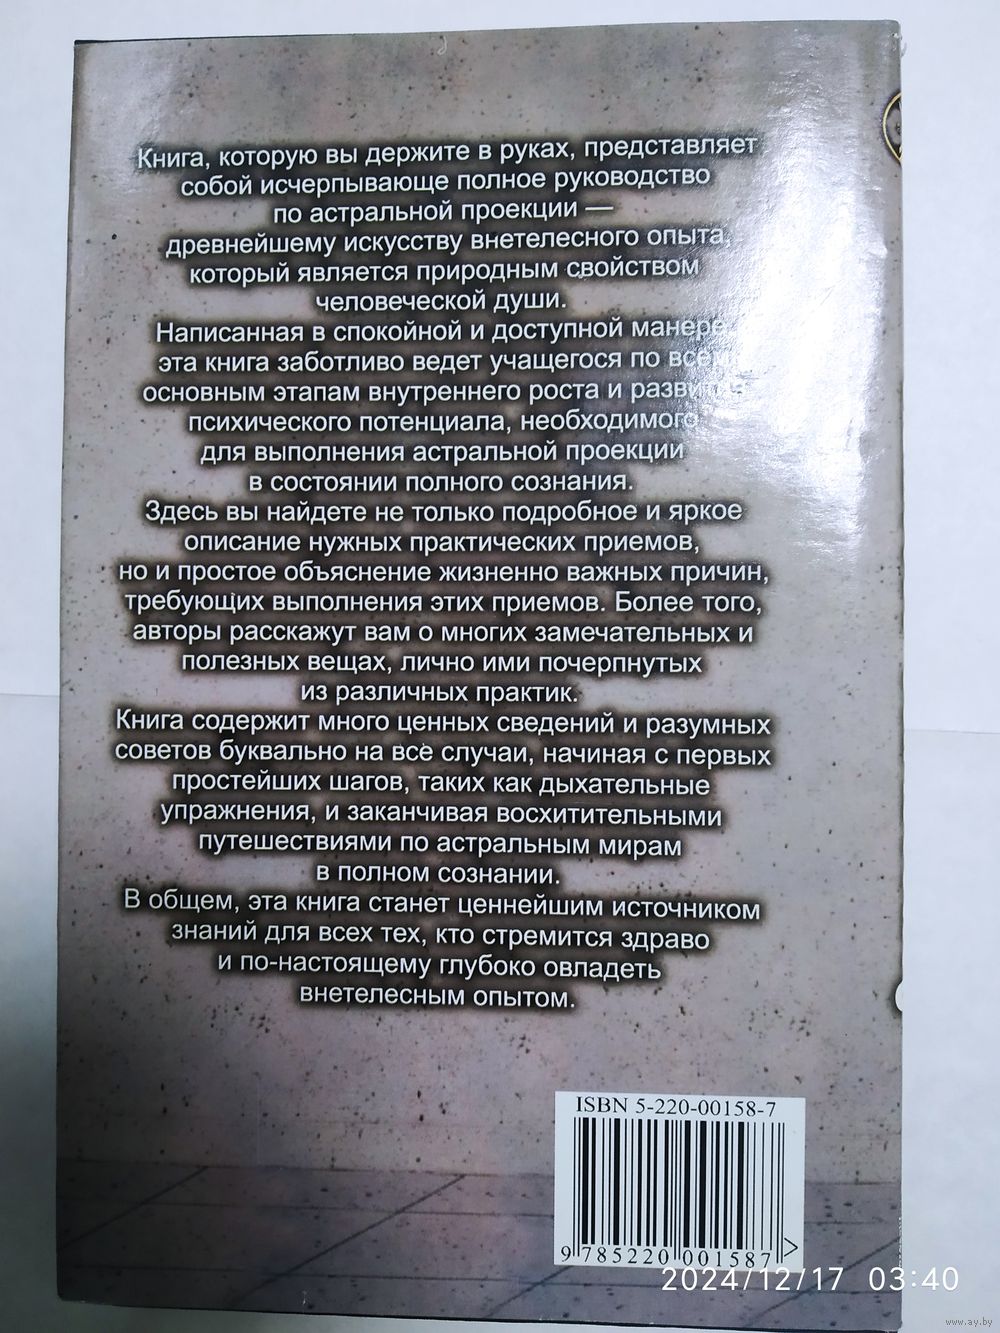 Книга, которую вы держите в руках, представляет
собой исчерпывающе полное руководство
по астральной проекции —
древнейшему искусству внетелесного опыта,
который является природным свойством
человеческой души.
Написанная в спокойной и доступной манере,
эта книга заботливо ведет учащегося по всем
основным этапам внутреннего роста и развития
психического потенциала, необходимого
для выполнения астральной проекции
в состоянии полного сознания.
Здесь вы найдете не только подробное и яркое
описание нужных практических приемов,
но и простое объяснение жизненно важных причин,
требующих выполнения этих приемов. Более того,
авторы расскажут вам о многих замечательных и
полезных вещах, лично ими почерпнутых
из различных практик.
Книга содержит много ценных сведений и разумных
советов буквально на все случаи, начиная с первых
простейших шагов, таких как дыхательные
упражнения, и заканчивая восхитительными
путешествиями по астральным мирам
в полном сознании.
В общем, эта книга станет ценнейшим источником
знаний для всех тех, кто стремится здраво
и по-настоящему глубоко овладеть
внетелесным опытом.
ISBN 5-220-00158-7
9 785220 001587 >
2024/12/17 03:40
www.ay.by